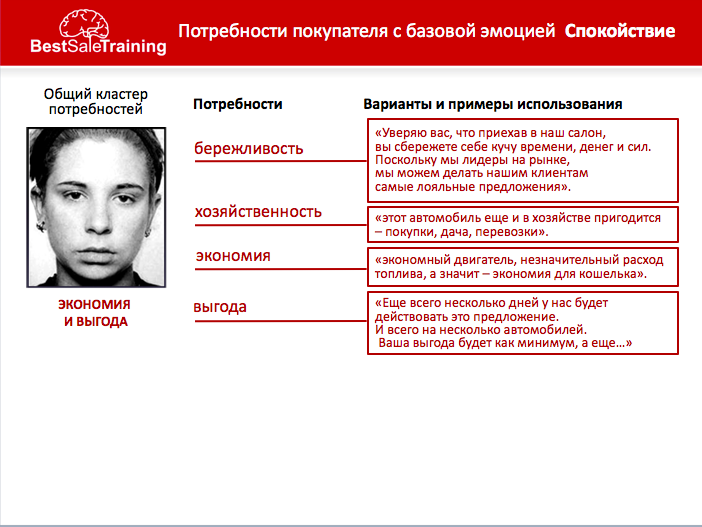 BestSaleTraining
Потребности покупателя с базовой эмоцией Спокойствие
Общий кластер
потребностей
Потребности
Варианты и примеры использования
бережливость
«Уверяю вас, что приехав в наш салон,
вы сбережете себе кучу времени, денег и сил.
Поскольку мы лидеры на рынке,
мы можем делать нашим клиентам
самые лояльные предложения».
хозяйственность
«этот автомобиль еще и в хозяйстве пригодится
– покупки, дача, перевозки».
экономия
«экономный двигатель, незначительный расход
топлива, а значит – экономия для кошелька».
ЭКОНОМИЯ
И ВЫГОДА
выгода
«Еще всего несколько дней у нас будет
действовать это предложение.
И всего на несколько автомобилей.
Ваша выгода будет как минимум, а еще…»